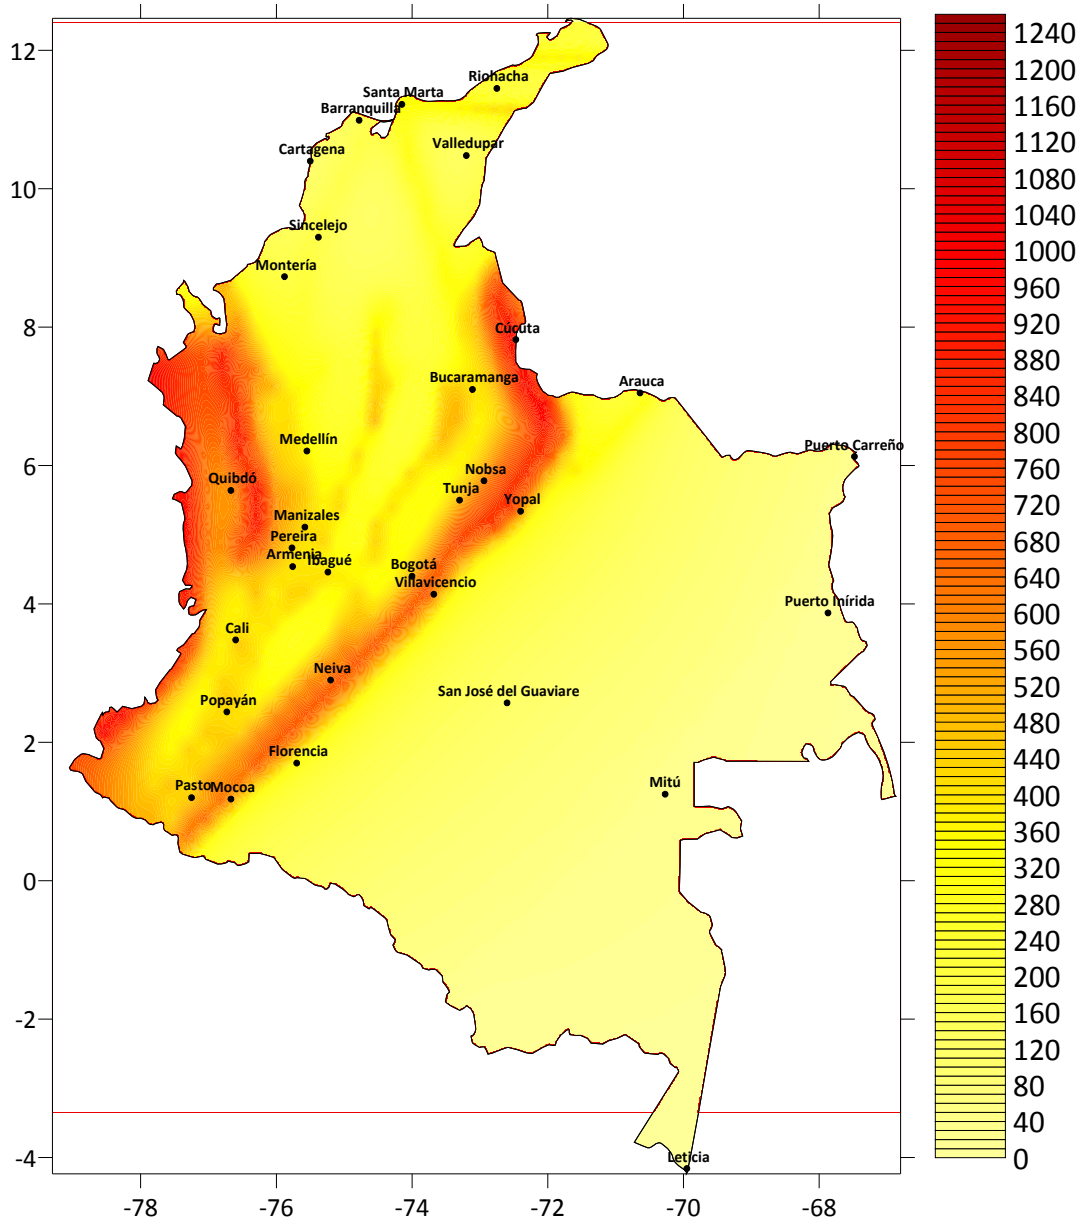 12
10
8
6
4
2
0
-2
-4
-78
-76
-74
-72
-70
-68
Riohacha
Santa Marta
Barranquilla
Valledupar
Cartagena
Sincelejo
Montería
Cúcuta
Bucaramanga
Arauca
Medellín
Puerto Carreño
Quibdó
Nobsa
Tunja
Yopal
Manizales
Pereira
Armenia
Ibagué
Bogotá
Villavicencio
Puerto Inírida
Cali
Neiva
San José del Guaviare
Popayán
Florencia
Pasto
Mocoa
Mitú
Leticia
1240
1200
1160
1120
1080
1040
1000
960
920
880
840
800
760
720
680
640
600
560
520
480
440
400
360
320
280
240
200
160
120
80
40
0